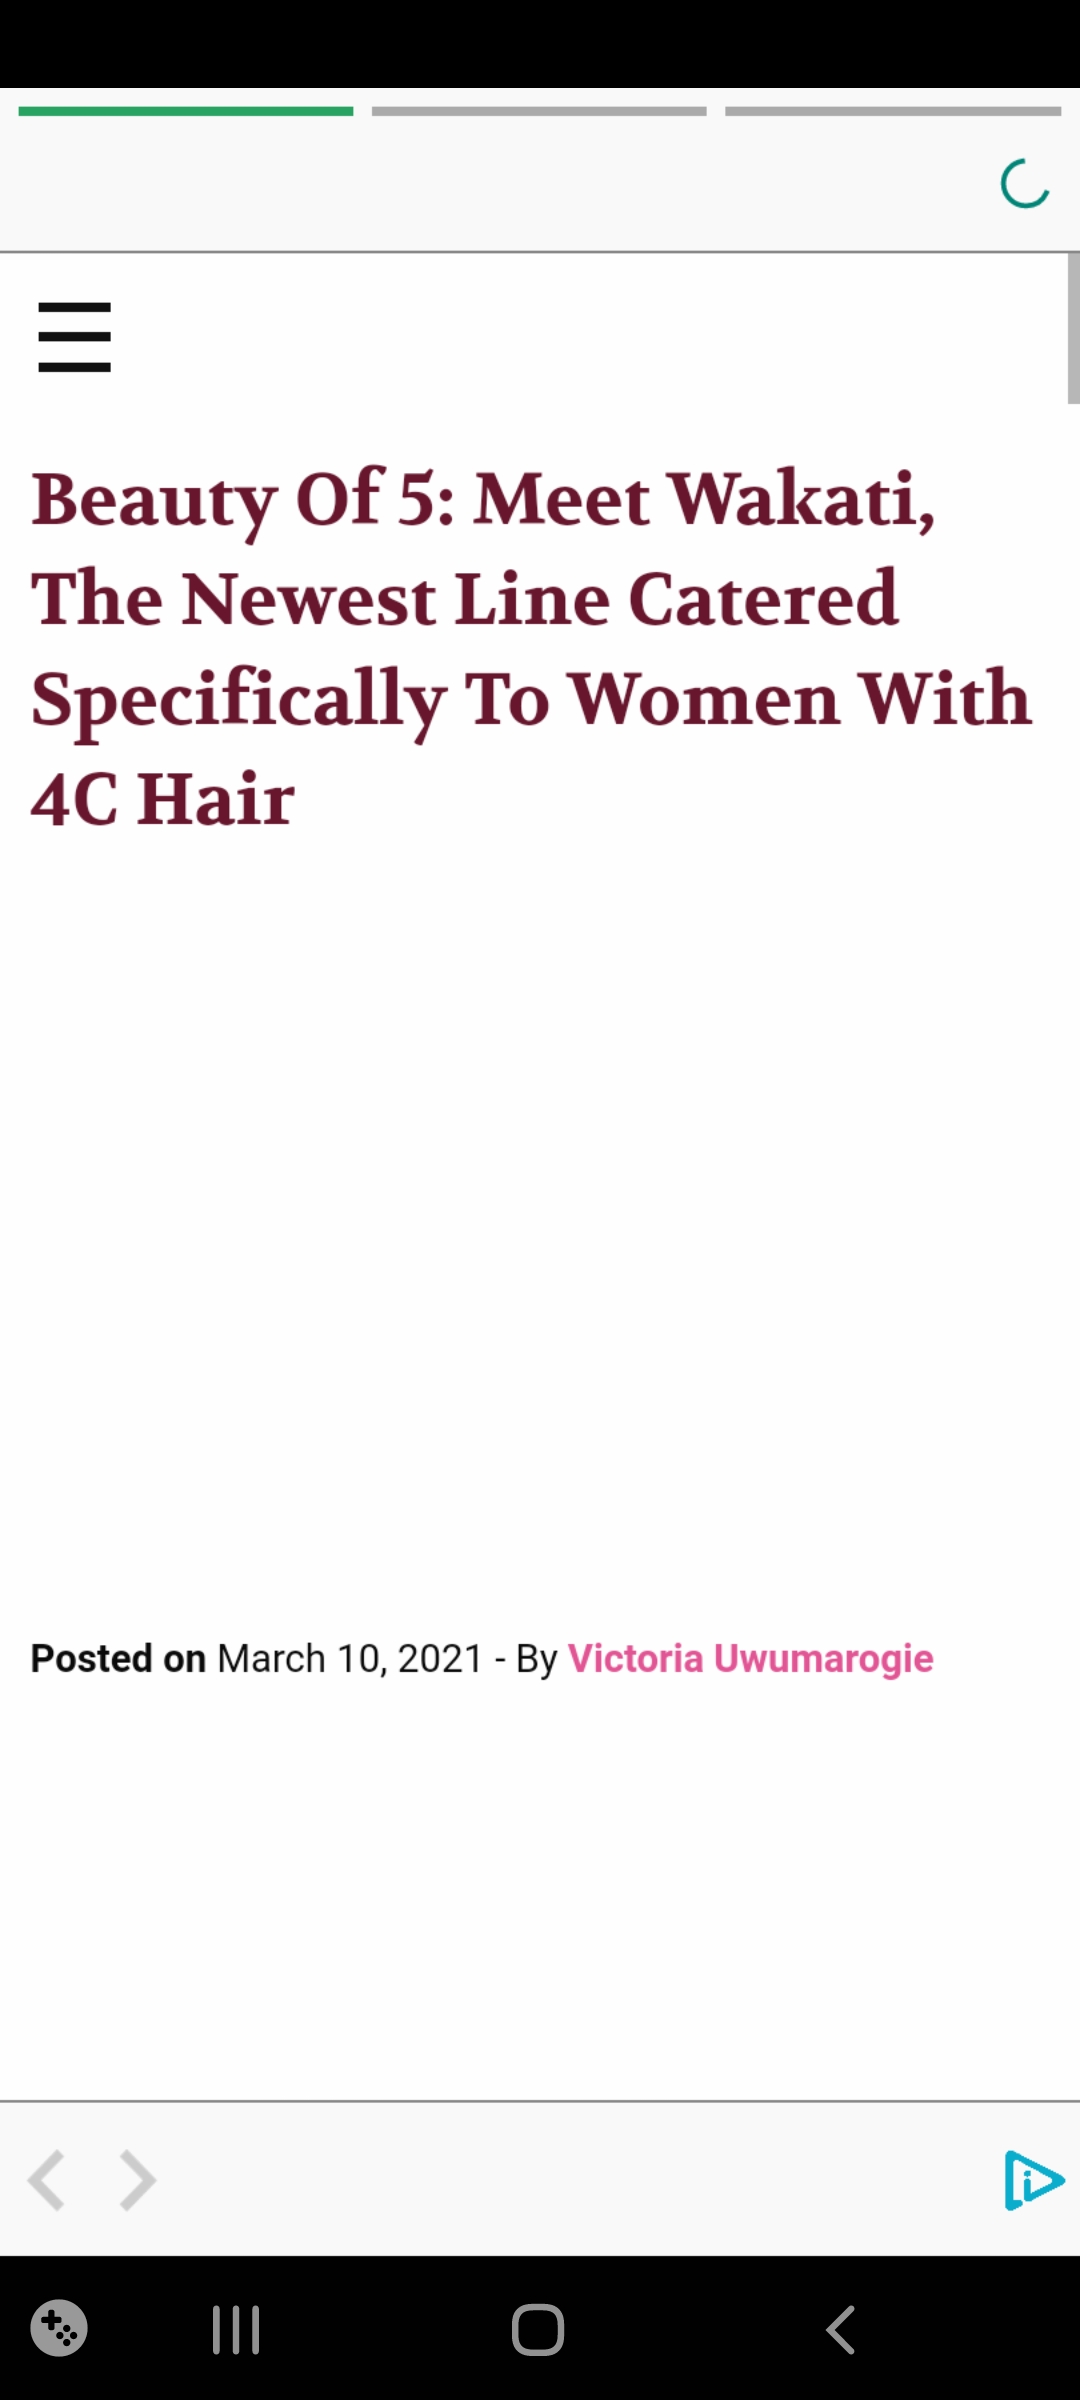 Beauty Of 5: Meet Wakati,
The Newest Line Catered
Specifically To Women With
4C Hair
Posted on March 10, 2021 - By Victoria Uwumarogie